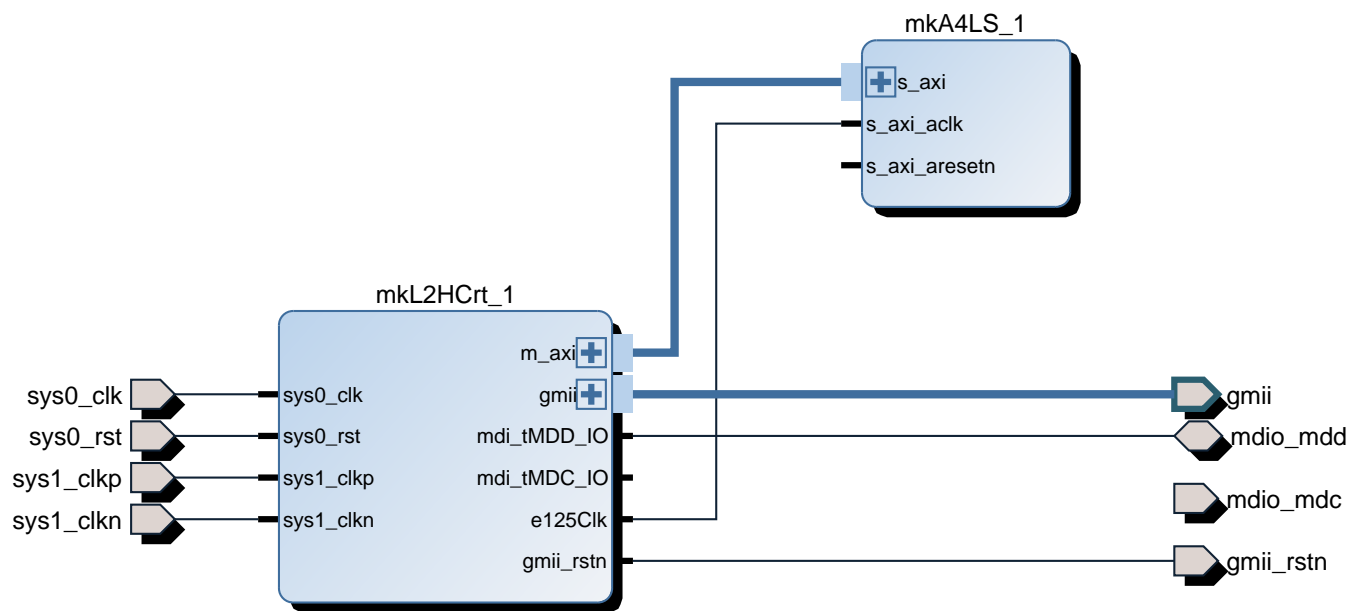 mkA4LS_1
s_axi
s_axi_aclk
s_axi_aresetn
mkL2HCrt_1
m_axi
gmii
mdi_tMDD_IO
mdi_tMDC_IO
e125Clk
gmii_rstn
sys0_clk
sys0_rst
sys1_clkp
sys1_clkn
sys0_clk
sys0_rst
sys1_clkp
sys1_clkn
gmii
mdio_mdd
mdio_mdc
gmii_rstn